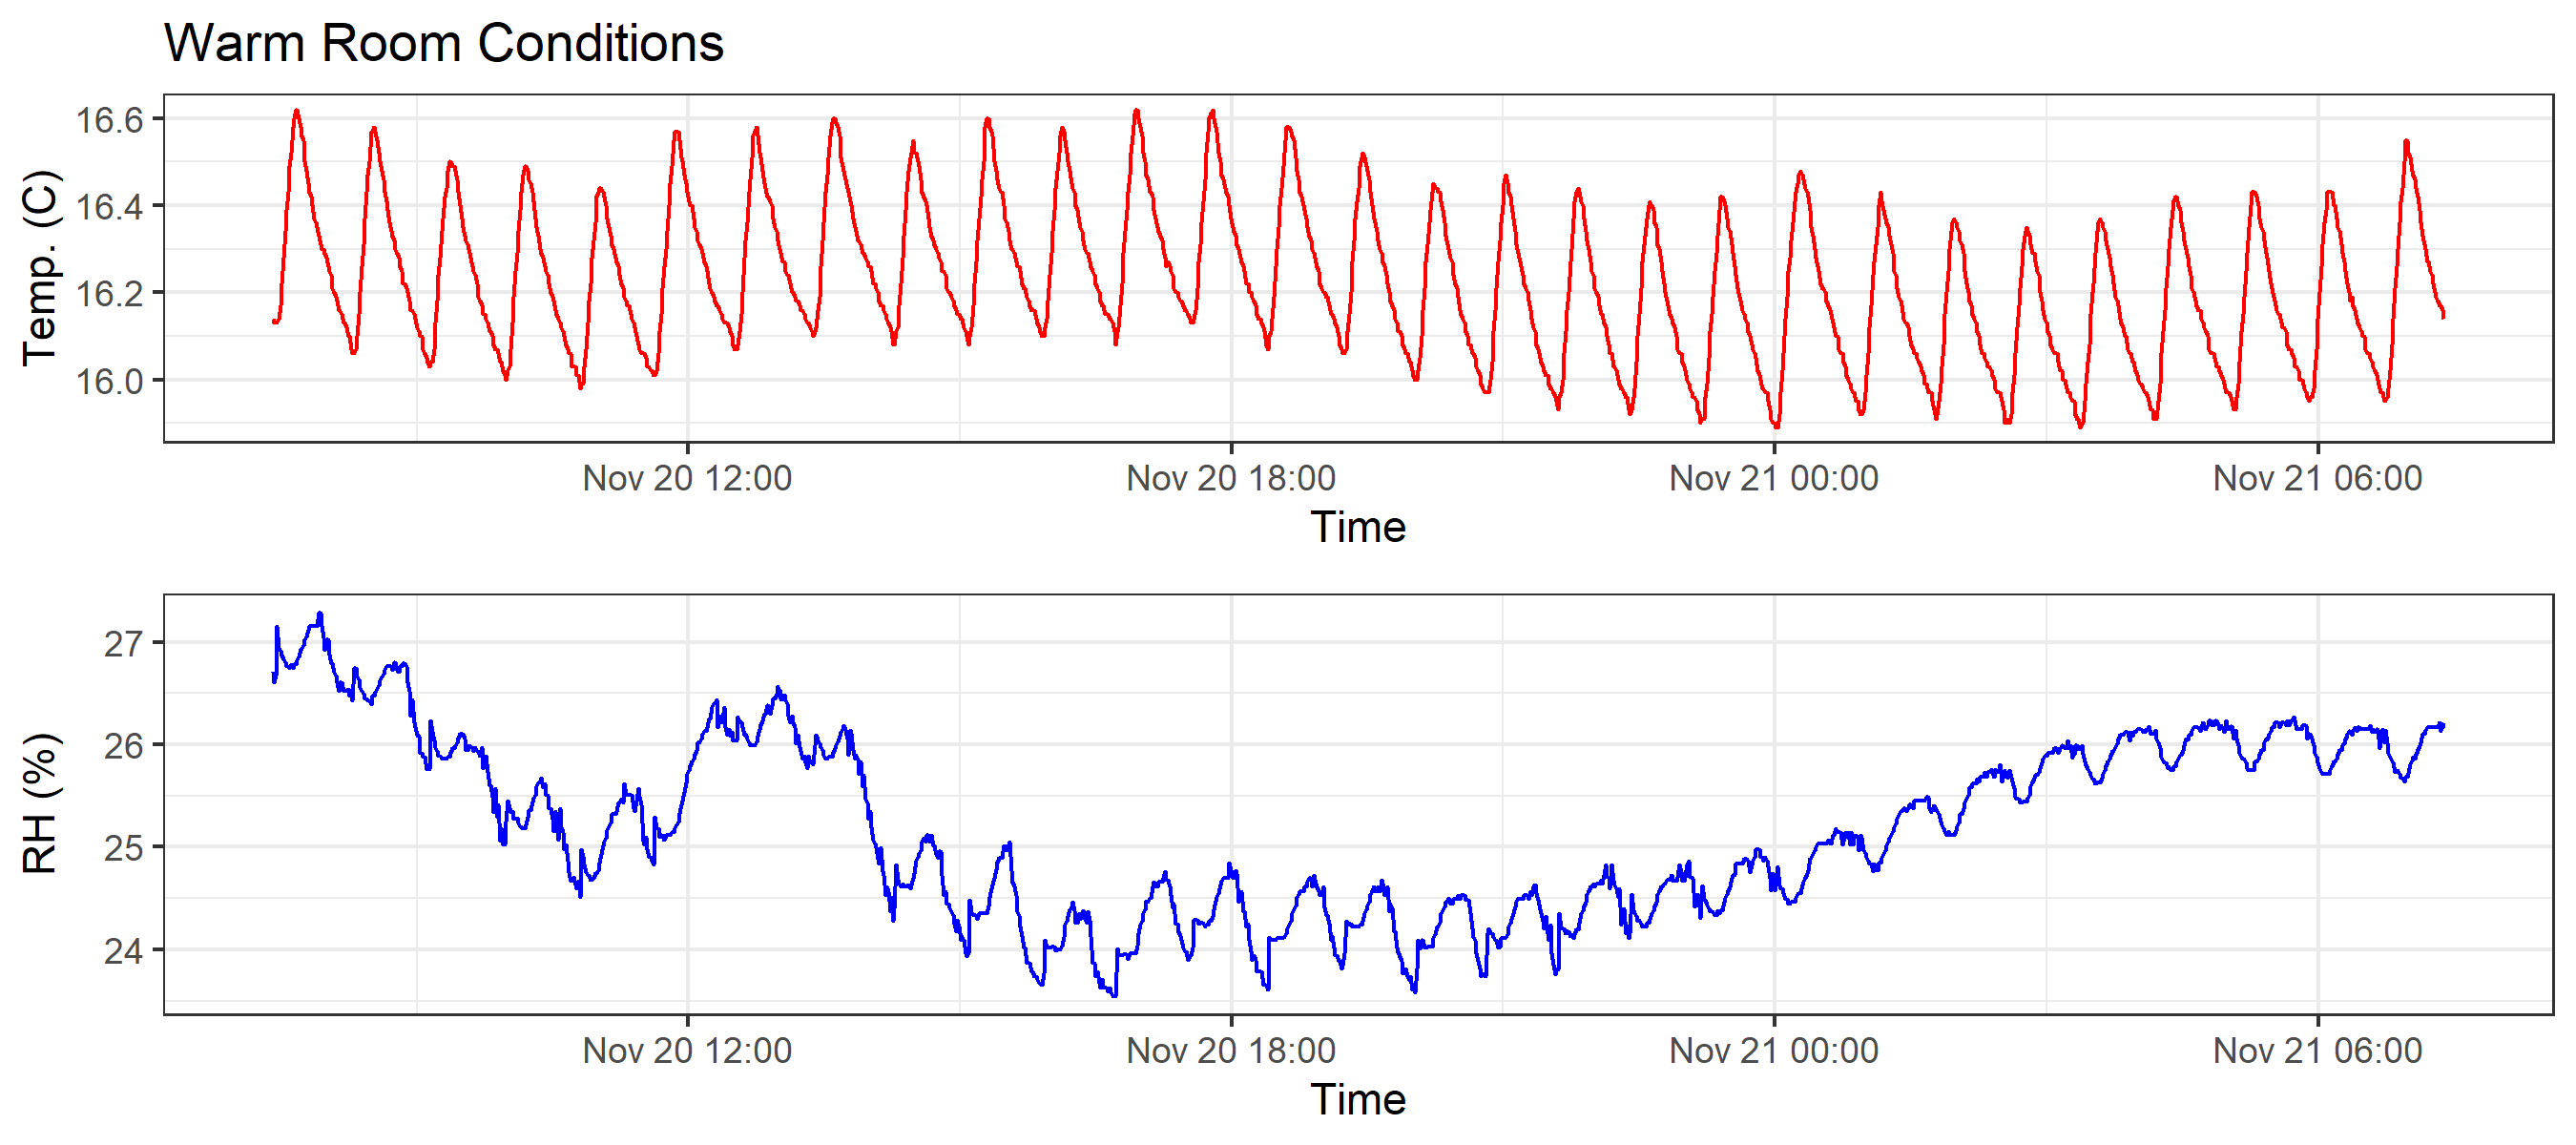 Warm Room Conditions
Temp. (C)
16.6
16.4
16.2
16.0
Nov 20 12:00 Nov 20 18:00 Nov 21 00:00 Nov 21 06:00
Time
RH (%)
27
26
25
24
Nov 20 12:00 Nov 20 18:00 Nov 21 00:00 Nov 21 06:00
Time